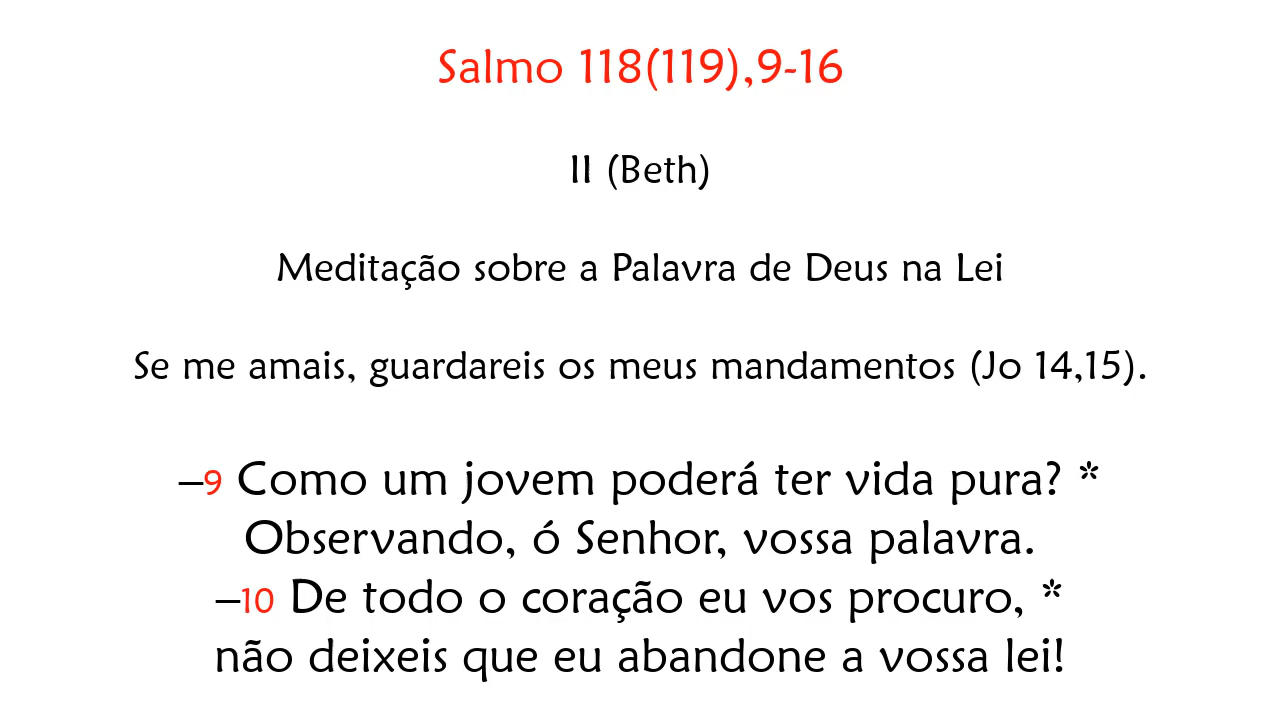 Salmo 118(119),9-16
II (Beth)
Meditação sobre a Palavra de Deus na Lei
Se me amais, guardareis os meus mandamentos (Jo 14,15).
–9 Como um jovem poderá ter vida pura? *
Observando, ó Senhor, vossa palavra.
–10 De todo o coração eu vos procuro, *
não deixeis que eu abandone a vossa lei!